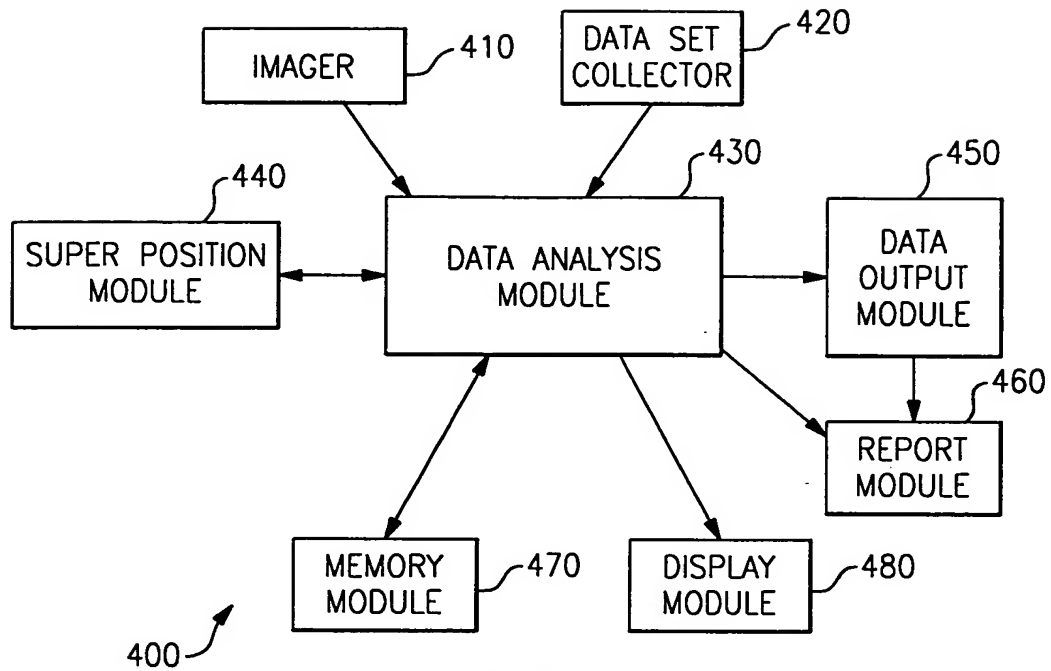 IMAGER
410
DATA SET
COLLECTOR
420
440
430
450
SUPER POSITION
MODULE
DATA ANALYSIS
MODULE
DATA
OUTPUT
MODULE
460
REPORT
MODULE
MEMORY
MODULE
470
DISPLAY
MODULE
480
400